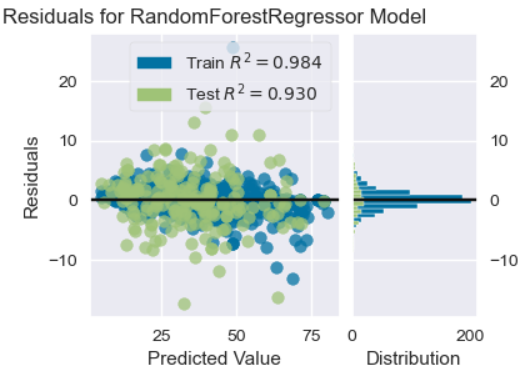 Residuals for RandomForestRegressor Model
Train R² = 0.984
Test R² = 0.930
Residuals
20
10
0
−10
25
50
75
Predicted Value
20
10
0
−10
0
200
Distribution